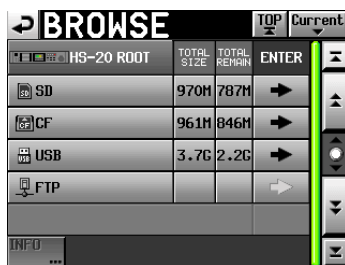 BROWSE
TOP
Current
HS-20 ROOT
TOTAL SIZE
TOTAL REMAIN
ENTER
SD
970M
787M
CF
961M
846M
USB
3.7G
2.2G
FTP
INFO
...